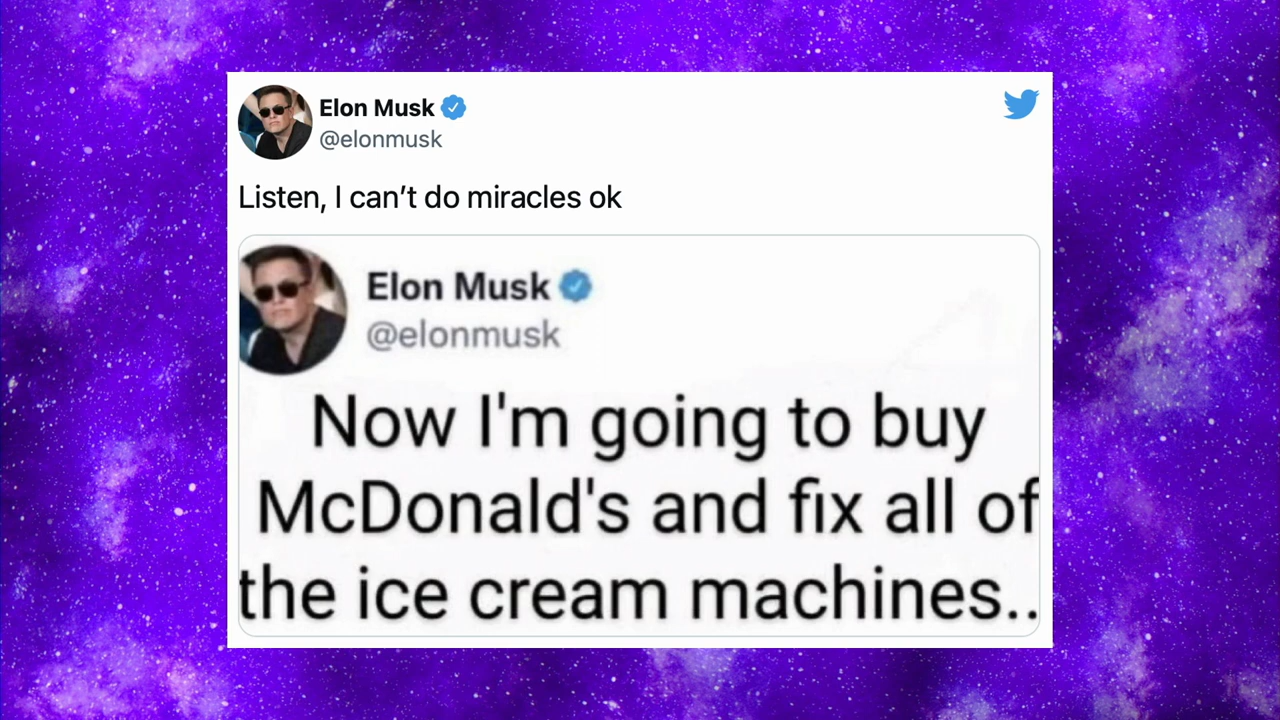 Elon Musk
@elonmusk
Listen, I can’t do miracles ok
Elon Musk
@elonmusk
Now I'm going to buy
McDonald's and fix all of
the ice cream machines..